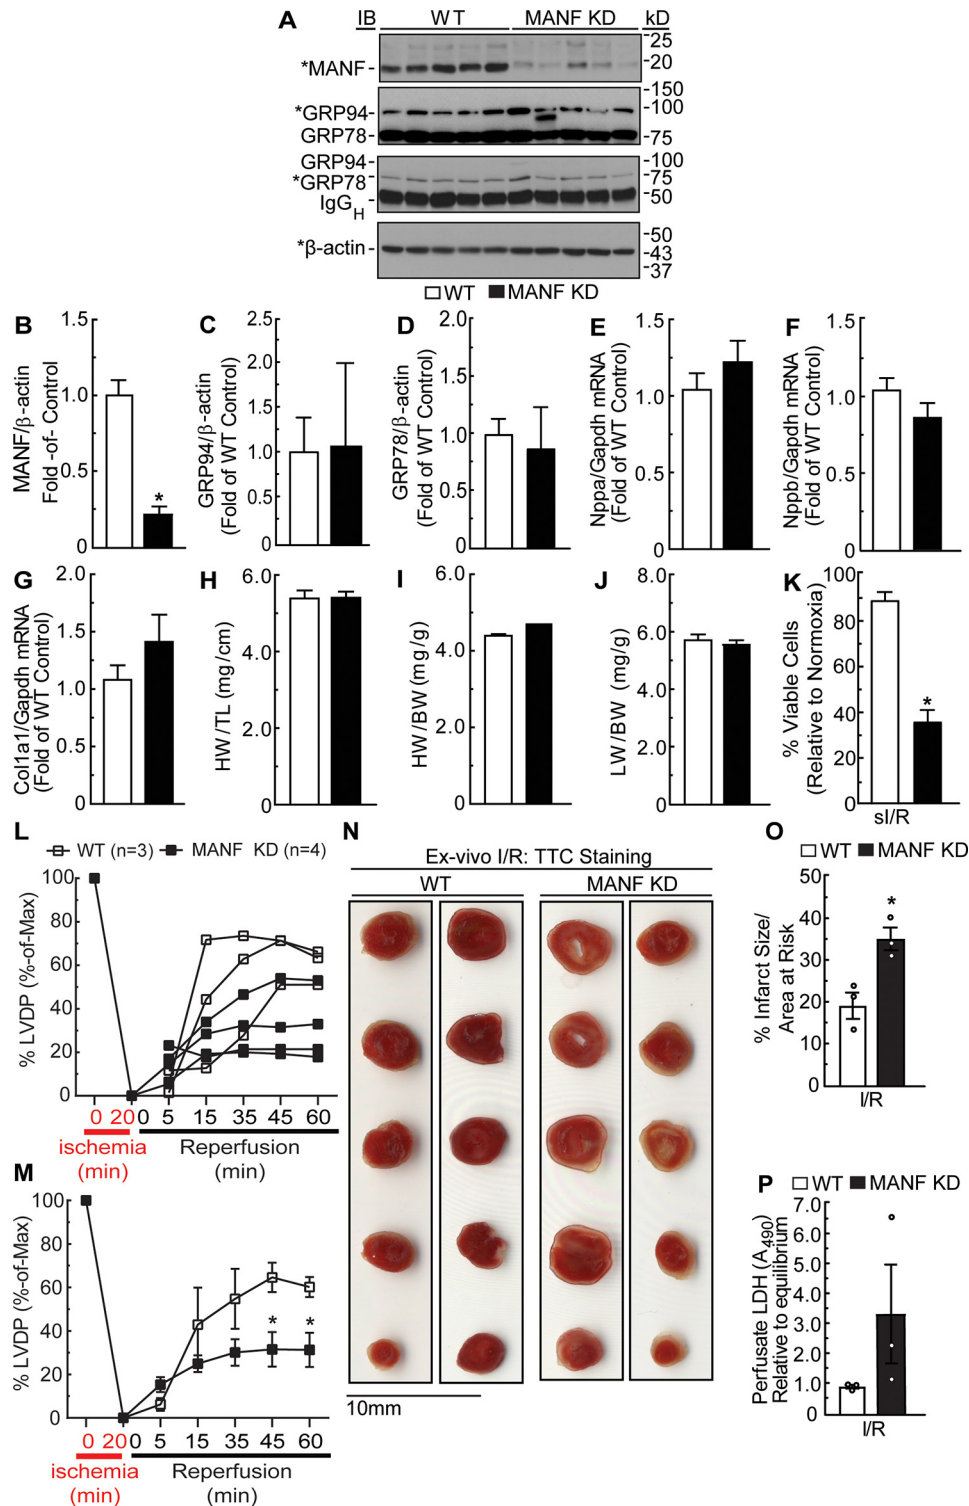 A IB WT MANF KD kD
*MANF-
-25
-20
*GRP94-
GRP78-
-150
-100
-75
GRP94-
*GRP78
IgGH -
-100
-75
-50
*β-actin-
-50
-43
-37
WT MANF KD
B
MANF/β-actin
Fold -of- Control
1.5
1.0
0.5
0
*
C
GRP94/β-actin
(Fold of WT Control)
2.5
2.0
1.5
1.0
0.5
0
D
GRP78/β-actin
(Fold of WT Control)
2.0
1.5
1.0
0.5
0
E
Nppa/Gapdh mRNA
(Fold of WT Control)
1.5
1.0
0.5
0
F
Nppb/Gapdh mRNA
(Fold of WT Control)
1.5
1.0
0.5
0
G
Col1a1/Gapdh mRNA
(Fold of WT Control)
2.0
1.5
1.0
0.5
0
H
HW/TL (mg/cm)
6.0
4.0
2.0
0
I
HW/BW (mg/g)
6.0
4.0
2.0
0
J
LW/BW (mg/g)
8.0
6.0
4.0
2.0
0
K
% Viable Cells
(Relative to Normoxia)
100
80
60
40
20
0
*
sI/R
L
WT (n=3) MANF KD (n=4)
% LVDP (%-of-Max)
100
80
60
40
20
0
0 20 0 5 15 35 45 60
ischemia Reperfusion
(min) (min)
M
% LVDP (%-of-Max)
100
80
60
40
20
0
* *
0 20 0 5 15 35 45 60
ischemia Reperfusion
(min) (min)
N
Ex-vivo I/R: TTC Staining
WT MANF KD
10mm
O
WT MANF KD
% Infarct Size/
Area at Risk
50
40
30
20
10
0
*
I/R
P WT MANF KD
Perfusate LDH (A490)
Relative to equilibrium
7.0
6.0
5.0
4.0
3.0
2.0
1.0
0
I/R